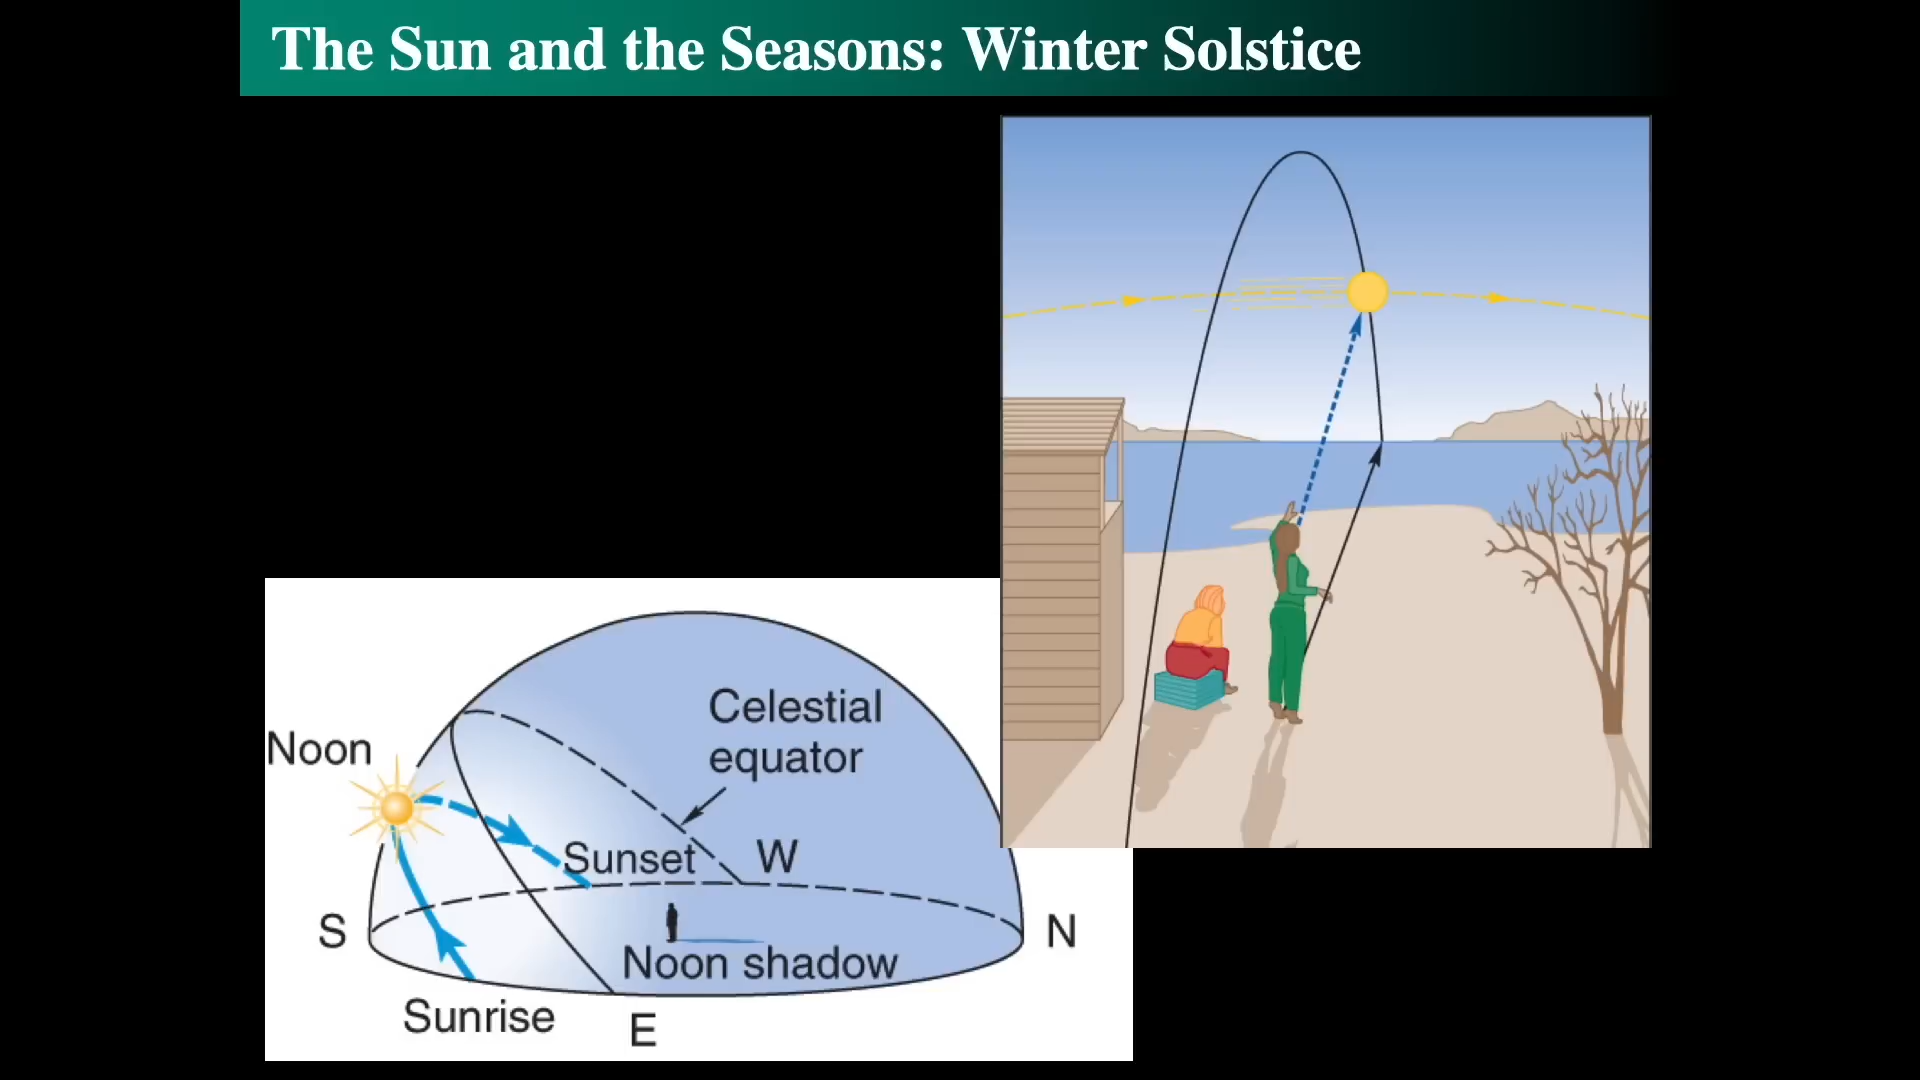 The Sun and the Seasons: Winter Solstice
Celestial
equator
Noon
Sunset
W
S
N
Noon shadow
Sunrise
E